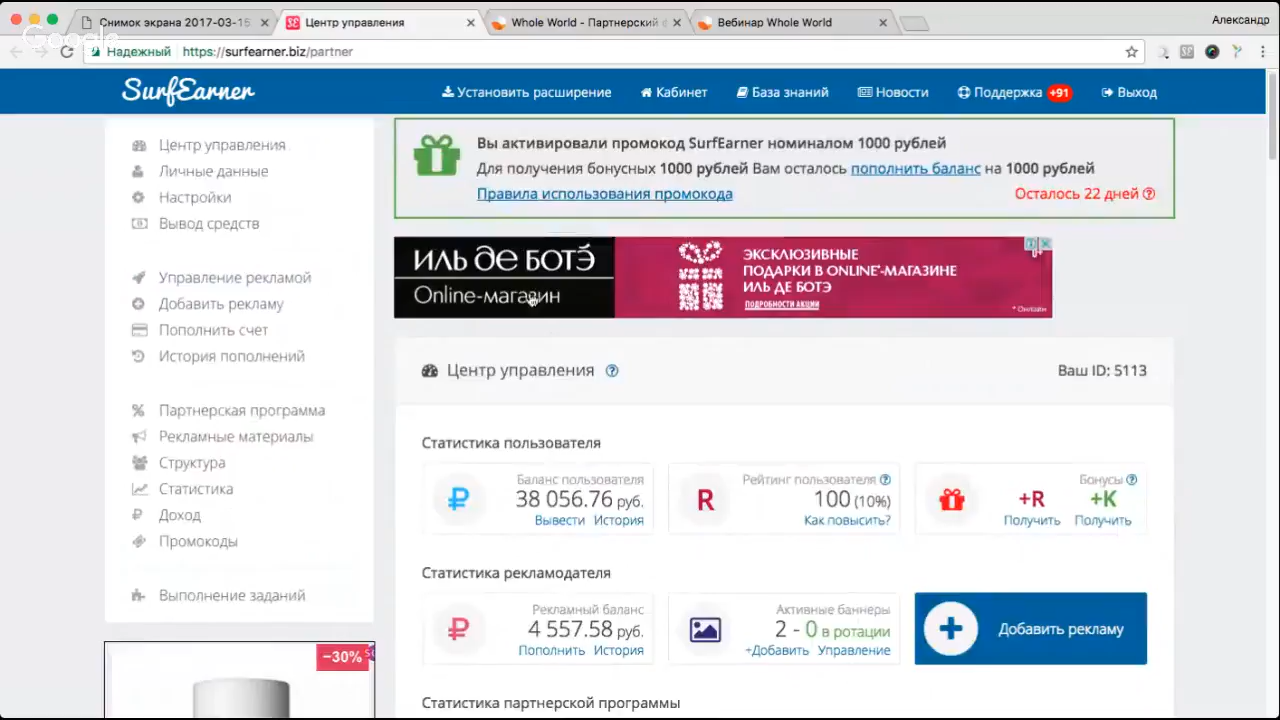 Снимок экрана 2017-03-15
Центр управления
Whole World - Партнерский
Вебинар Whole World
Александр
Google
Надежный
https://surfearner.biz/partner
SurfEarner
Установить расширение
Кабинет
База знаний
Новости
Поддержка +91
Выход
Центр управления
Личные данные
Настройки
Вывод средств
Управление рекламой
Добавить рекламу
Пополнить счет
История пополнений
Партнерская программа
Рекламные материалы
Структура
Статистика
Доход
Промокоды
Выполнение заданий
−30%
Вы активировали промокод SurfEarner номиналом 1000 рублей
Для получения бонусных 1000 рублей Вам осталось пополнить баланс на 1000 рублей
Правила использования промокода
Осталось 22 дней
ИЛЬ ДЕ БОТЭ
Online-магазин
ЭКСКЛЮЗИВНЫЕ
ПОДАРКИ В ONLINE*-МАГАЗИНЕ
ИЛЬ ДЕ БОТЭ
ПОДРОБНОСТИ АКЦИИ
* Онлайн
Центр управления
Ваш ID: 5113
Статистика пользователя
Баланс пользователя
38 056.76 руб.
Вывести История
Рейтинг пользователя
R
100 (10%)
Как повысить?
Бонусы
+R +K
Получить Получить
Статистика рекламодателя
Рекламный баланс
4 557.58 руб.
Пополнить История
Активные баннеры
2 - 0 в ротации
+Добавить Управление
Добавить рекламу
Статистика партнерской программы